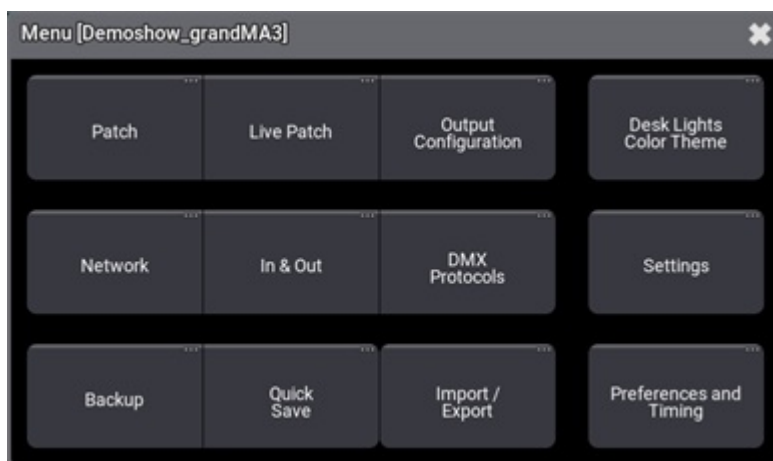 Menu [Demoshow_grandMA3]
Patch
Live Patch
Output
Configuration
Desk Lights
Color Theme
Network
In & Out
DMX
Protocols
Settings
Backup
Quick
Save
Import /
Export
Preferences and
Timing